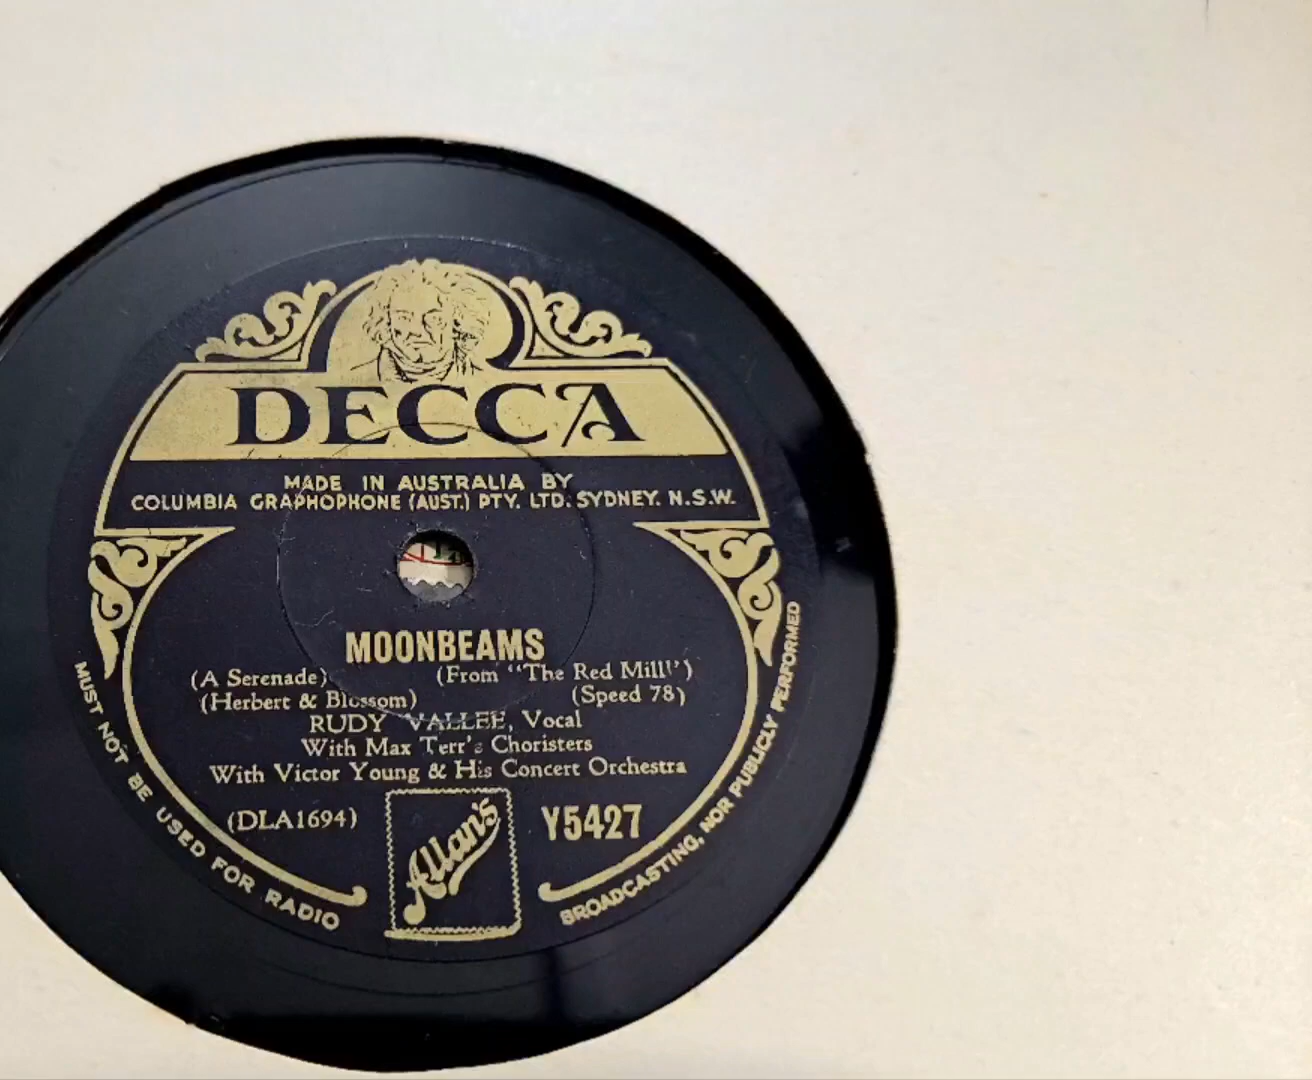 DECCA
MADE IN AUSTRALIA BY
COLUMBIA GRAPHOPHONE (AUST.) PTY. LTD. SYDNEY. N.S.W.
MOONBEAMS
(A Serenade) (From "The Red Mill")
(Herbert & Blossom) (Speed 78)
RUDY VALLEE, Vocal
With Max Terr's Choristers
With Victor Young & His Concert Orchestra
(DLA1694) Allan's Y5427
MUST NOT BE USED FOR RADIO BROADCASTING, NOR PUBLICLY PERFORMED